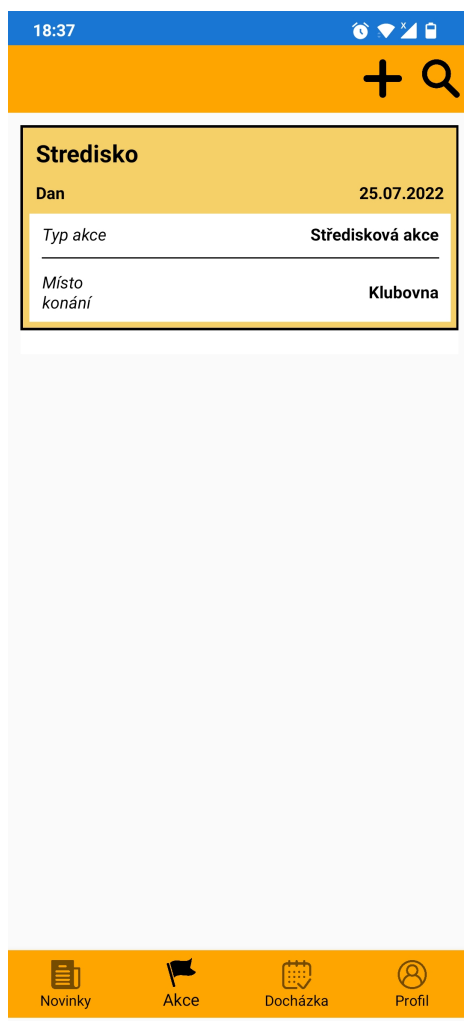 18:37
Stredisko
Dan 25.07.2022
Typ akce Středisková akce
Místo
konání Klubovna
Novinky Akce Docházka Profil